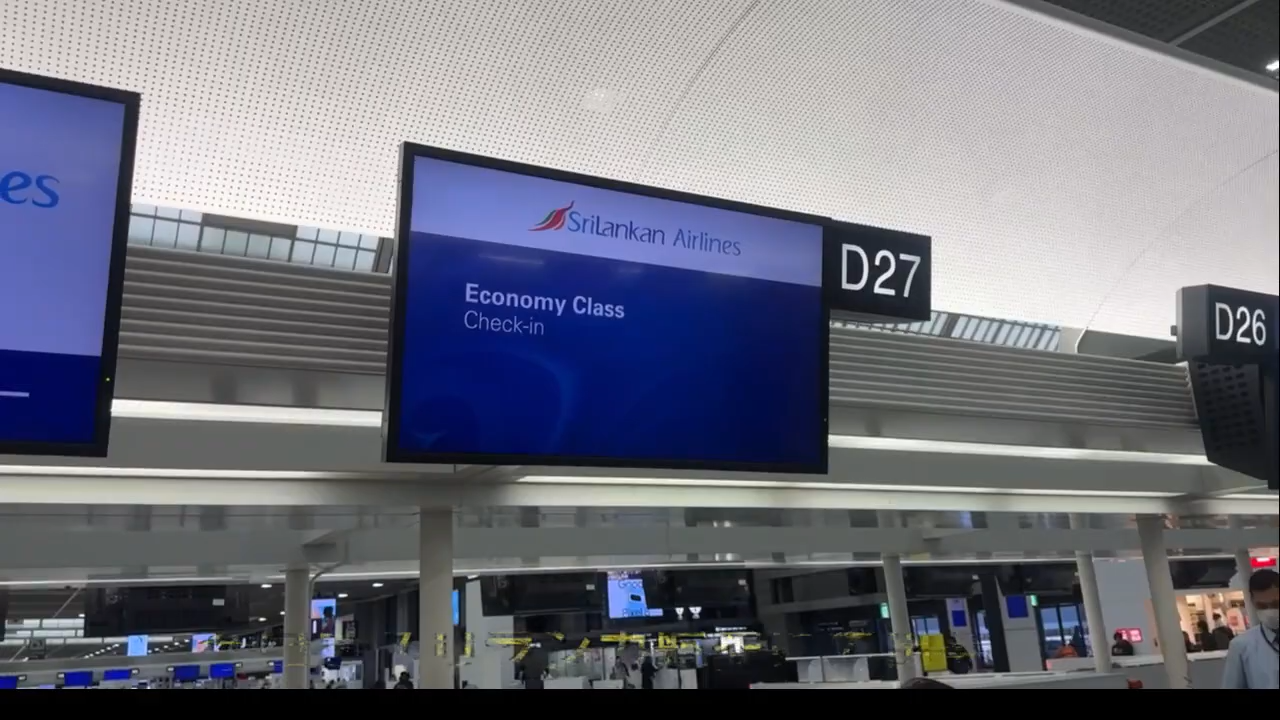 es
SriLankan Airlines
Economy Class
Check-in
D27
D26